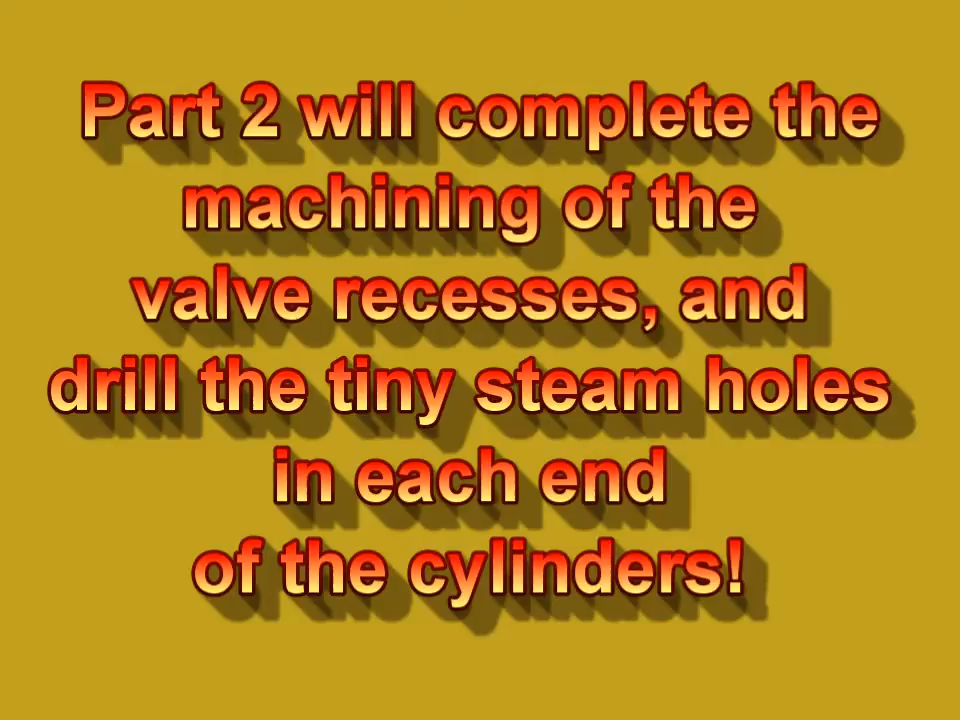 Part 2 will complete the
machining of the
valve recesses, and
drill the tiny steam holes
in each end
of the cylinders!